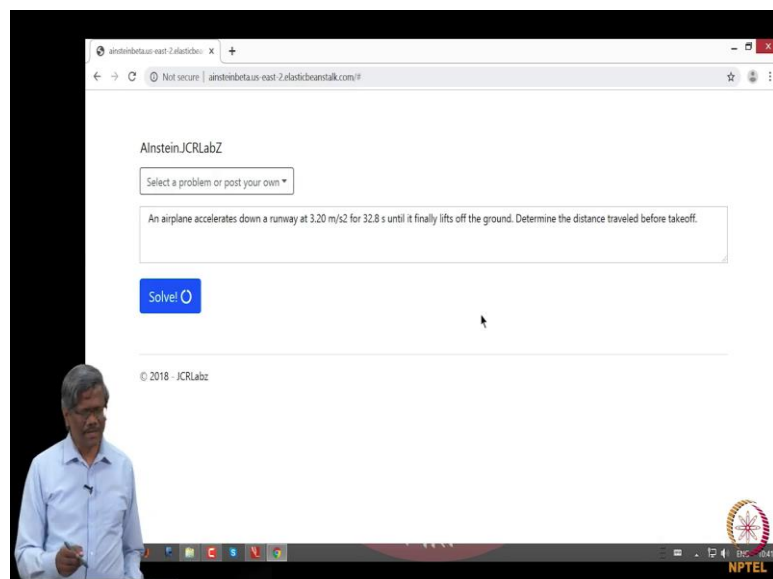 ainsteinbeta.us-east-2.elasticbea
Not secure | ainsteinbeta.us-east-2.elasticbeanstalk.com/#
AInstein.JCRLabZ
Select a problem or post your own
An airplane accelerates down a runway at 3.20 m/s2 for 32.8 s until it finally lifts off the ground. Determine the distance traveled before takeoff.
Solve!
© 2018 - JCRLabz
NPTEL